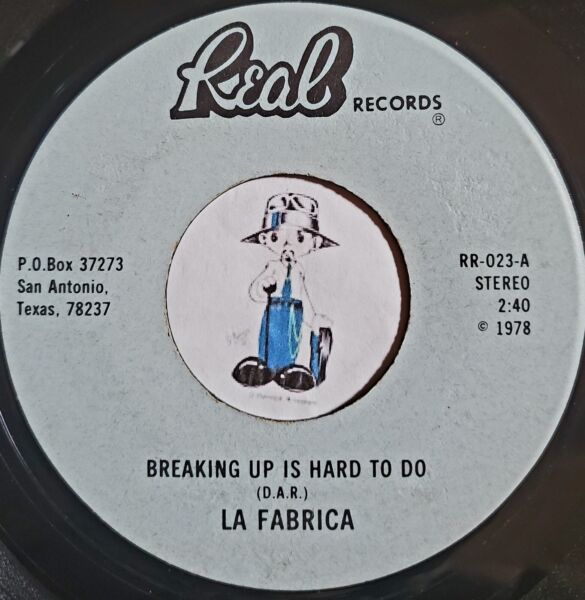 Real RECORDS ®
P.O.Box 37273
San Antonio,
Texas, 78237
RR-023-A
STEREO
2:40
© 1978
BREAKING UP IS HARD TO DO
(D.A.R.)
LA FABRICA